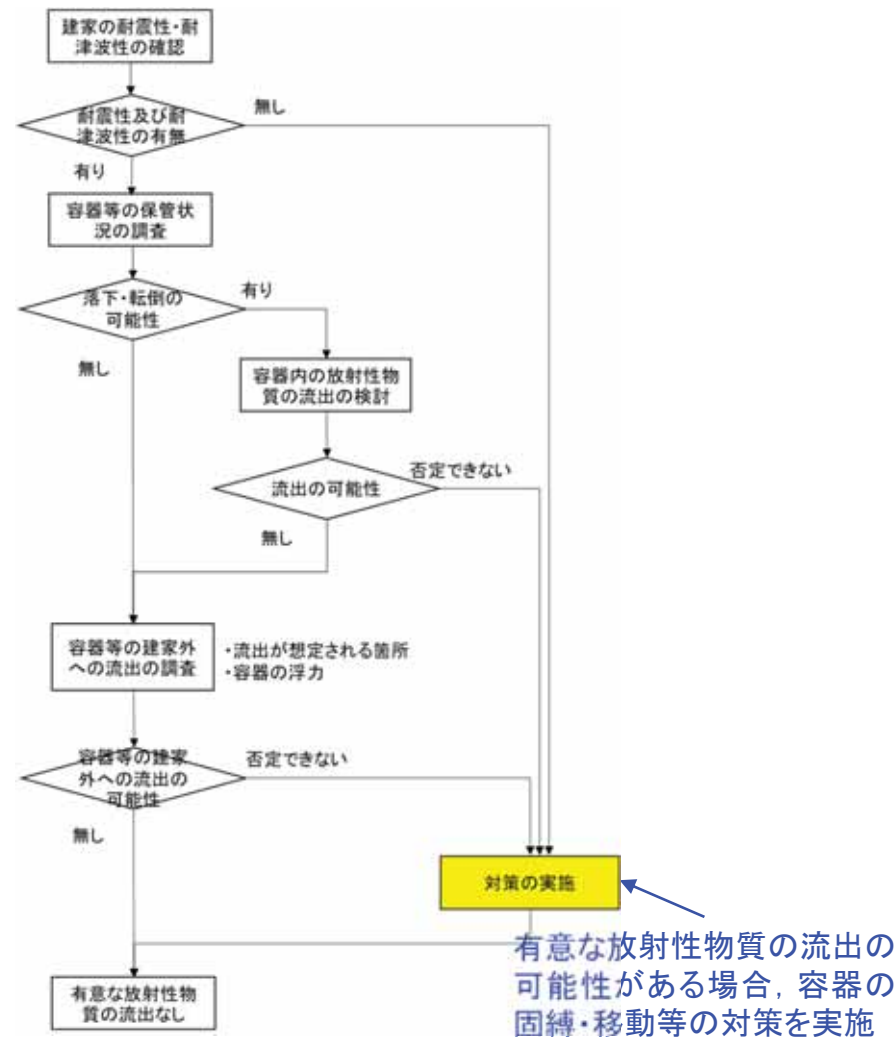 建家の耐震性・耐
津波性の確認
耐震性及び耐
津波性の有無
無し
有り
容器等の保管状
況の調査
落下・転倒の
可能性
有り
無し
容器内の放射性物
質の流出の検討
流出の可能性
否定できない
無し
容器等の建家外
への流出の調査
・流出が想定される箇所
・容器の浮力
容器等の建家
外への流出の
可能性
否定できない
無し
対策の実施
有意な放射性物質の流出の
可能性がある場合，容器の
固縛・移動等の対策を実施
有意な放射性物
質の流出なし